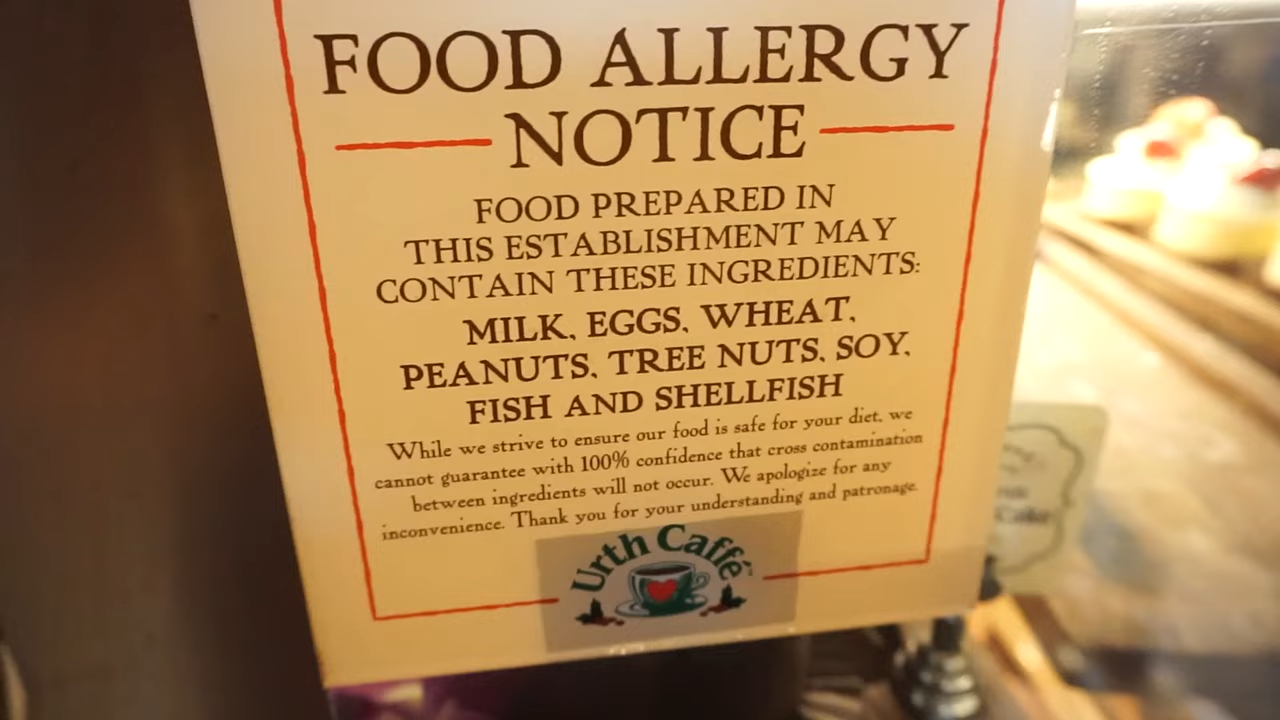 FOOD ALLERGY
NOTICE
FOOD PREPARED IN
THIS ESTABLISHMENT MAY
CONTAIN THESE INGREDIENTS:
MILK, EGGS, WHEAT,
PEANUTS, TREE NUTS, SOY,
FISH AND SHELLFISH
While we strive to ensure our food is safe for your diet, we
cannot guarantee with 100% confidence that cross contamination
between ingredients will not occur. We apologize for any
inconvenience. Thank you for your understanding and patronage.
Urth Caffé™
Cake